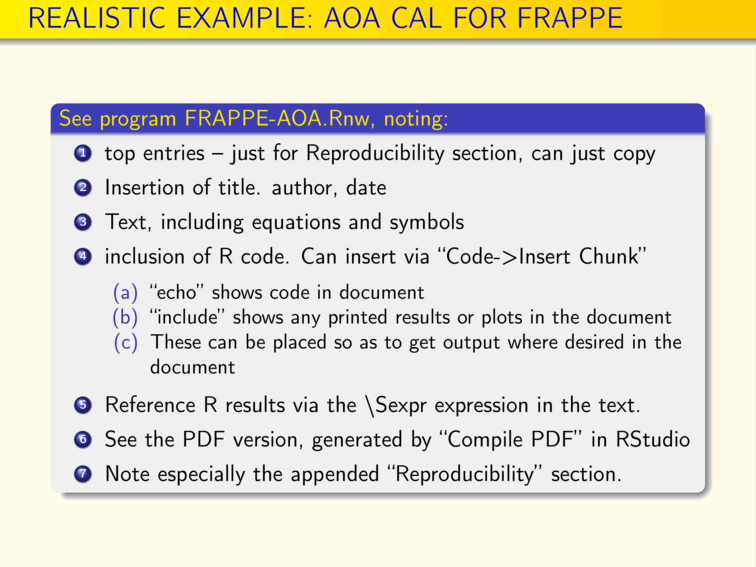 REALISTIC EXAMPLE: AOA CAL FOR FRAPPE
See program FRAPPE-AOA.Rnw, noting:
1 top entries – just for Reproducibility section, can just copy
2 Insertion of title. author, date
3 Text, including equations and symbols
4 inclusion of R code. Can insert via “Code->Insert Chunk”
(a) “echo” shows code in document
(b) “include” shows any printed results or plots in the document
(c) These can be placed so as to get output where desired in the
document
5 Reference R results via the \Sexpr expression in the text.
6 See the PDF version, generated by “Compile PDF” in RStudio
7 Note especially the appended “Reproducibility” section.